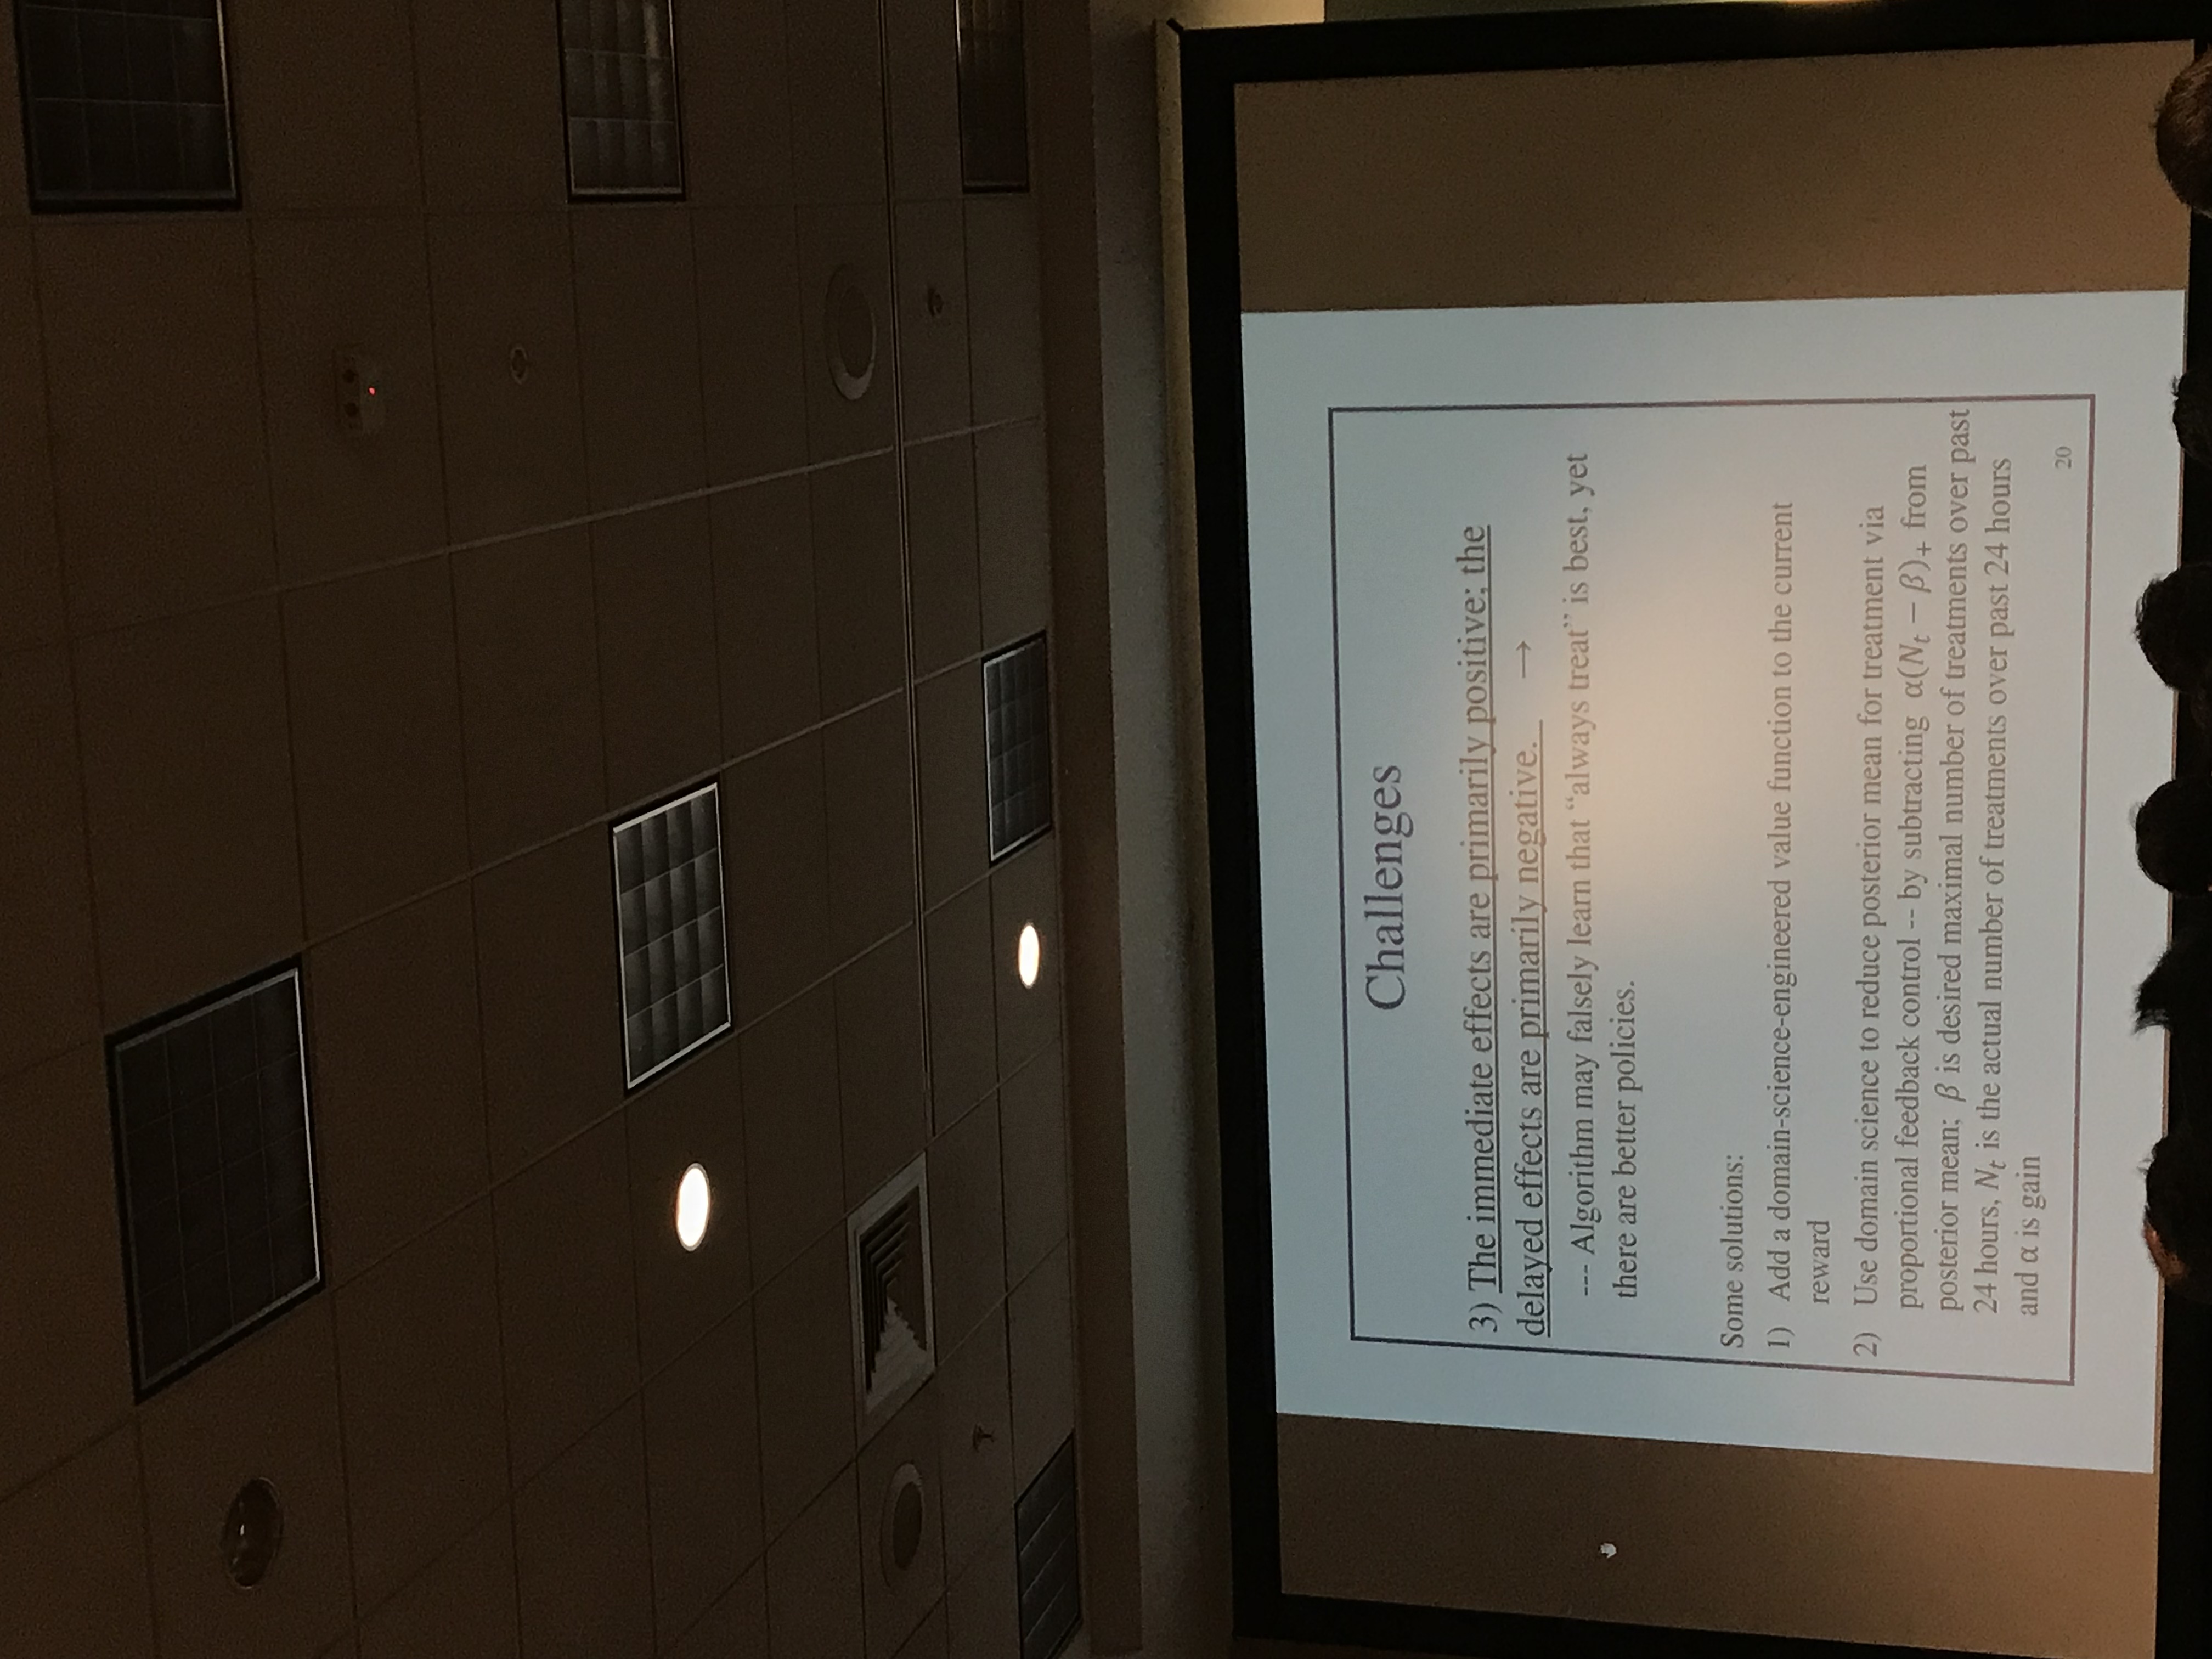 Challenges
3) The immediate effects are primarily positive; the
delayed effects are primarily negative. →
--- Algorithm may falsely learn that “always treat” is best, yet
there are better policies.
Some solutions:
1) Add a domain-science-engineered value function to the current
reward
2) Use domain science to reduce posterior mean for treatment via
proportional feedback control -- by subtracting α(Nₜ − β)₊ from
posterior mean; β is desired maximal number of treatments over past
24 hours, Nₜ is the actual number of treatments over past 24 hours
and α is gain
20